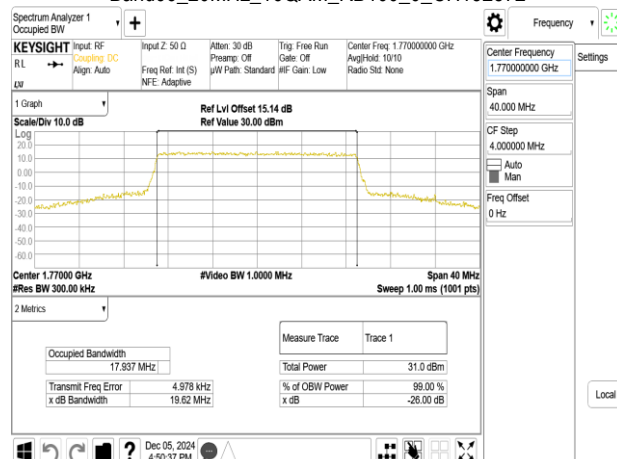 Spectrum Analyzer 1
Occupied BW
Frequency
KEYSIGHT
RL
LXI
Input: RF
Coupling: DC
Align: Auto
Input Z: 50 Ω
Freq Ref: Int (S)
NFE: Adaptive
Atten: 30 dB
Preamp: Off
µW Path: Standard
Trig: Free Run
Gate: Off
#IF Gain: Low
Center Freq: 1.770000000 GHz
Avg|Hold: 10/10
Radio Std: None
Center Frequency
1.770000000 GHz
Settings
Span
40.000 MHz
CF Step
4.000000 MHz
Auto
Man
Freq Offset
0 Hz
Local
1 Graph
Scale/Div 10.0 dB
Ref Lvl Offset 15.14 dB
Ref Value 30.00 dBm
Log
20.0
10.0
0.00
-10.0
-20.0
-30.0
-40.0
-50.0
-60.0
Center 1.77000 GHz
#Res BW 300.00 kHz
#Video BW 1.0000 MHz
Span 40 MHz
Sweep 1.00 ms (1001 pts)
2 Metrics
Measure Trace
Trace 1
Occupied Bandwidth
17.937 MHz
Total Power
31.0 dBm
Transmit Freq Error
4.978 kHz
% of OBW Power
99.00 %
x dB Bandwidth
19.62 MHz
x dB
-26.00 dB
?
Dec 05, 2024
4:50:37 PM